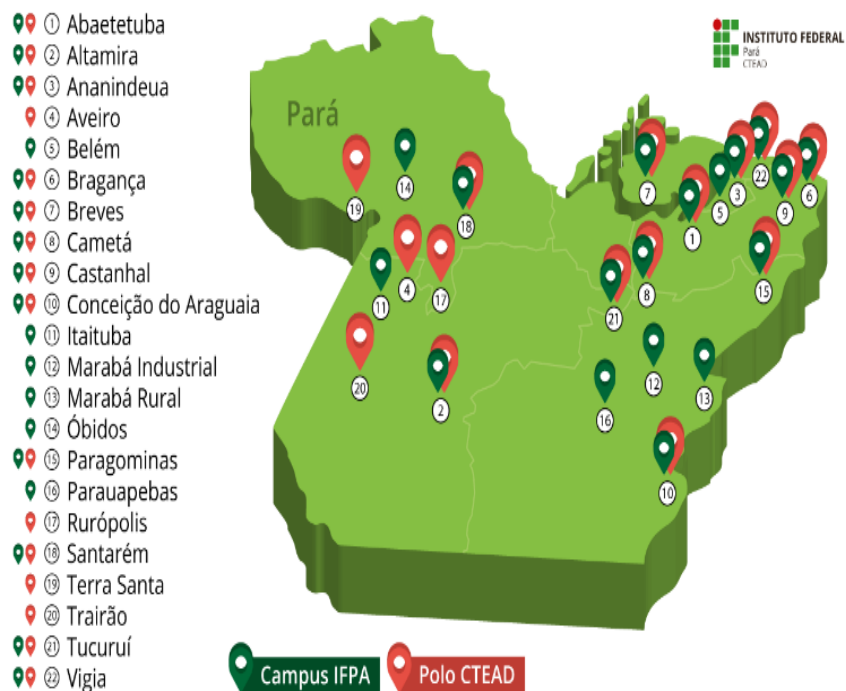 1 Abaetetuba
2 Altamira
3 Ananindeua
4 Aveiro
5 Belém
6 Bragança
7 Breves
8 Cametá
9 Castanhal
10 Conceição do Araguaia
11 Itaituba
12 Marabá Industrial
13 Marabá Rural
14 Óbidos
15 Paragominas
16 Parauapebas
17 Rurópolis
18 Santarém
19 Terra Santa
20 Trairão
21 Tucuruí
22 Vigia
INSTITUTO FEDERAL
Pará
CTEAD
Pará
19
14
18
7
1
5
3
22
9
6
11
4
17
21
8
15
20
2
16
12
13
10
Campus IFPA
Polo CTEAD